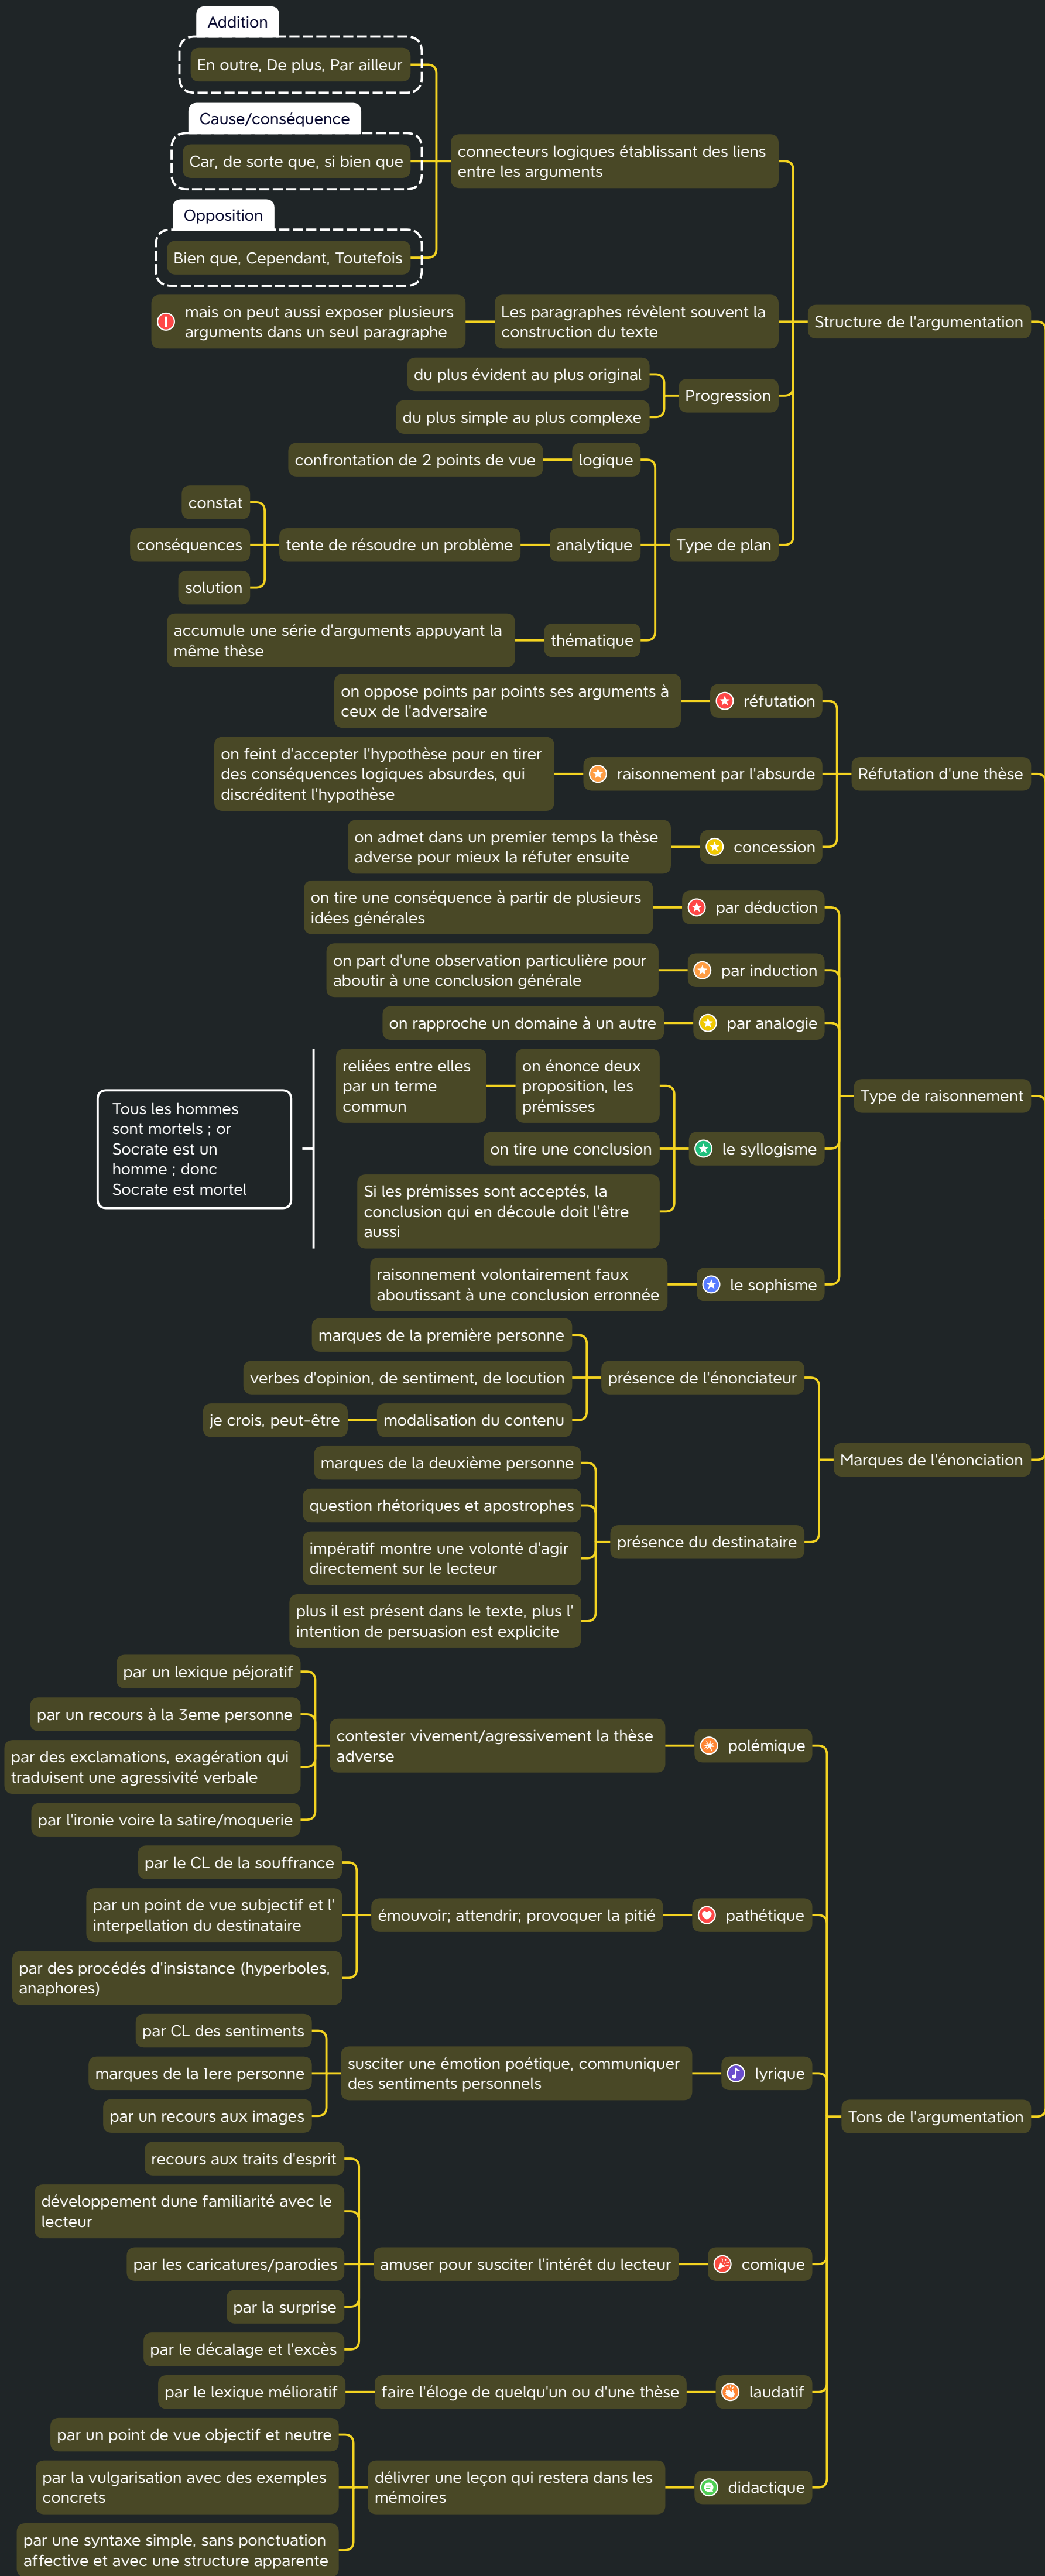 Addition
En outre, De plus, Par ailleur
Cause/conséquence
Car, de sorte que, si bien que
Opposition
Bien que, Cependant, Toutefois
connecteurs logiques établissant des liens
entre les arguments
mais on peut aussi exposer plusieurs
arguments dans un seul paragraphe
Les paragraphes révèlent souvent la
construction du texte
Structure de l'argumentation
du plus évident au plus original
du plus simple au plus complexe
Progression
confrontation de 2 points de vue
logique
constat
conséquences
solution
tente de résoudre un problème
analytique
Type de plan
accumule une série d'arguments appuyant la
même thèse
thématique
on oppose points par points ses arguments à
ceux de l'adversaire
réfutation
on feint d'accepter l'hypothèse pour en tirer
des conséquences logiques absurdes, qui
discréditent l'hypothèse
raisonnement par l'absurde
Réfutation d'une thèse
on admet dans un premier temps la thèse
adverse pour mieux la réfuter ensuite
concession
on tire une conséquence à partir de plusieurs
idées générales
par déduction
on part d'une observation particulière pour
aboutir à une conclusion générale
par induction
on rapproche un domaine à un autre
par analogie
Type de raisonnement
Tous les hommes
sont mortels ; or
Socrate est un
homme ; donc
Socrate est mortel
reliées entre elles
par un terme
commun
on énonce deux
proposition, les
prémisses
on tire une conclusion
le syllogisme
Si les prémisses sont acceptés, la
conclusion qui en découle doit l'être
aussi
raisonnement volontairement faux
aboutissant à une conclusion erronnée
le sophisme
marques de la première personne
verbes d'opinion, de sentiment, de locution
je crois, peut-être
modalisation du contenu
présence de l'énonciateur
Marques de l'énonciation
marques de la deuxième personne
question rhétoriques et apostrophes
impératif montre une volonté d'agir
directement sur le lecteur
plus il est présent dans le texte, plus l'
intention de persuasion est explicite
présence du destinataire
par un lexique péjoratif
par un recours à la 3eme personne
par des exclamations, exagération qui
traduisent une agressivité verbale
par l'ironie voire la satire/moquerie
contester vivement/agressivement la thèse
adverse
polémique
par le CL de la souffrance
par un point de vue subjectif et l'
interpellation du destinataire
par des procédés d'insistance (hyperboles,
anaphores)
émouvoir; attendrir; provoquer la pitié
pathétique
par CL des sentiments
marques de la 1ere personne
par un recours aux images
susciter une émotion poétique, communiquer
des sentiments personnels
lyrique
Tons de l'argumentation
recours aux traits d'esprit
développement dune familiarité avec le
lecteur
par les caricatures/parodies
par la surprise
par le décalage et l'excès
amuser pour susciter l'intérêt du lecteur
comique
par le lexique mélioratif
faire l'éloge de quelqu'un ou d'une thèse
laudatif
par un point de vue objectif et neutre
par la vulgarisation avec des exemples
concrets
par une syntaxe simple, sans ponctuation
affective et avec une structure apparente
délivrer une leçon qui restera dans les
mémoires
didactique